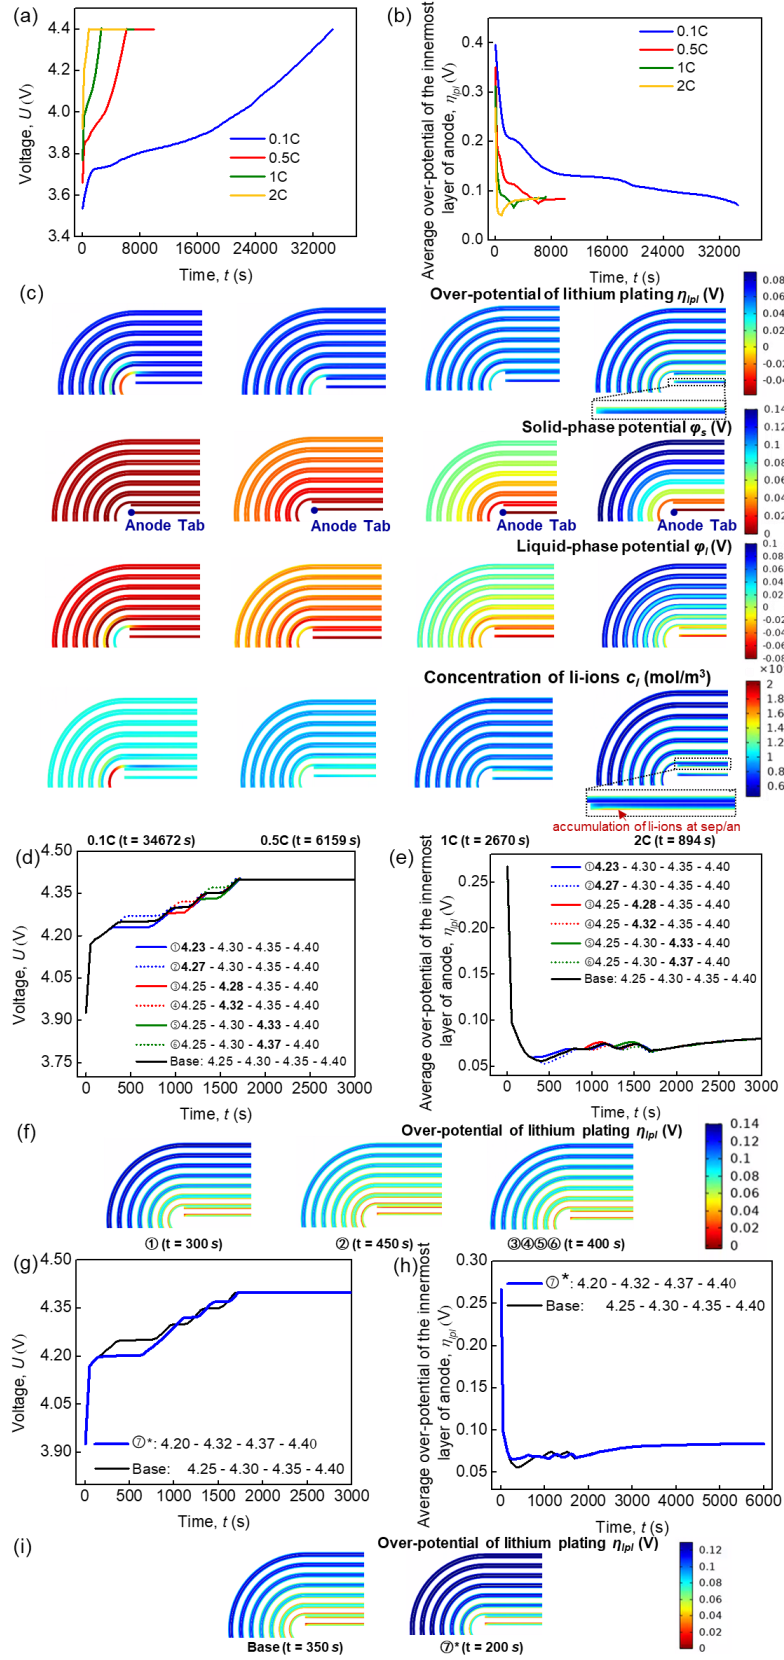 (a)
4.4
4.2
4.0
3.8
3.6
3.4
Voltage, U (V)
0.1C
0.5C
1C
2C
0 8000 16000 24000 32000
Time, t (s)
(b)
0.4
0.3
0.2
0.1
0.0
Average over-potential of the innermost
layer of anode, ηlpl (V)
0.1C
0.5C
1C
2C
0 8000 16000 24000 32000
Time, t (s)
(c)
Over-potential of lithium plating ηlpl (V)
0.08
0.06
0.04
0.02
0
-0.02
-0.04
Solid-phase potential φs (V)
0.14
0.12
0.1
0.08
0.06
0.04
0.02
0
Anode Tab
Anode Tab
Anode Tab
Anode Tab
Liquid-phase potential φl (V)
0.1
0.08
0.06
0.04
0.02
0
-0.02
-0.04
-0.06
-0.08
Concentration of li-ions cl (mol/m³)
2
1.8
1.6
1.4
1.2
1
0.8
0.6
accumulation of li-ions at sep/an
0.1C (t = 34672 s) 0.5C (t = 6159 s) 1C (t = 2670 s) 2C (t = 894 s)
(d)
4.50
4.35
4.20
4.05
3.90
3.75
Voltage, U (V)
①4.23 - 4.30 - 4.35 - 4.40
②4.27 - 4.30 - 4.35 - 4.40
③4.25 - 4.28 - 4.35 - 4.40
④4.25 - 4.32 - 4.35 - 4.40
⑤4.25 - 4.30 - 4.33 - 4.40
⑥4.25 - 4.30 - 4.37 - 4.40
Base: 4.25 - 4.30 - 4.35 - 4.40
0 500 1000 1500 2000 2500 3000
Time, t (s)
(e)
0.25
0.20
0.15
0.10
0.05
Average over-potential of the innermost
layer of anode, ηlpl (V)
①4.23 - 4.30 - 4.35 - 4.40
②4.27 - 4.30 - 4.35 - 4.40
③4.25 - 4.28 - 4.35 - 4.40
④4.25 - 4.32 - 4.35 - 4.40
⑤4.25 - 4.30 - 4.33 - 4.40
⑥4.25 - 4.30 - 4.37 - 4.40
Base: 4.25 - 4.30 - 4.35 - 4.40
0 500 1000 1500 2000 2500 3000
Time, t (s)
(f)
Over-potential of lithium plating ηlpl (V)
0.14
0.12
0.1
0.08
0.06
0.04
0.02
0
① (t = 300 s)
② (t = 450 s)
③④⑤⑥ (t = 400 s)
(g)
4.50
4.35
4.20
4.05
3.90
Voltage, U (V)
⑦*: 4.20 - 4.32 - 4.37 - 4.40
Base: 4.25 - 4.30 - 4.35 - 4.40
0 500 1000 1500 2000 2500 3000
Time, t (s)
(h)
0.30
0.25
0.20
0.15
0.10
0.05
Average over-potential of the innermost
layer of anode, ηlpl (V)
⑦*: 4.20 - 4.32 - 4.37 - 4.40
Base: 4.25 - 4.30 - 4.35 - 4.40
0 1000 2000 3000 4000 5000 6000
Time, t (s)
(i)
Over-potential of lithium plating ηlpl (V)
0.12
0.1
0.08
0.06
0.04
0.02
0
Base (t = 350 s)
⑦* (t = 200 s)